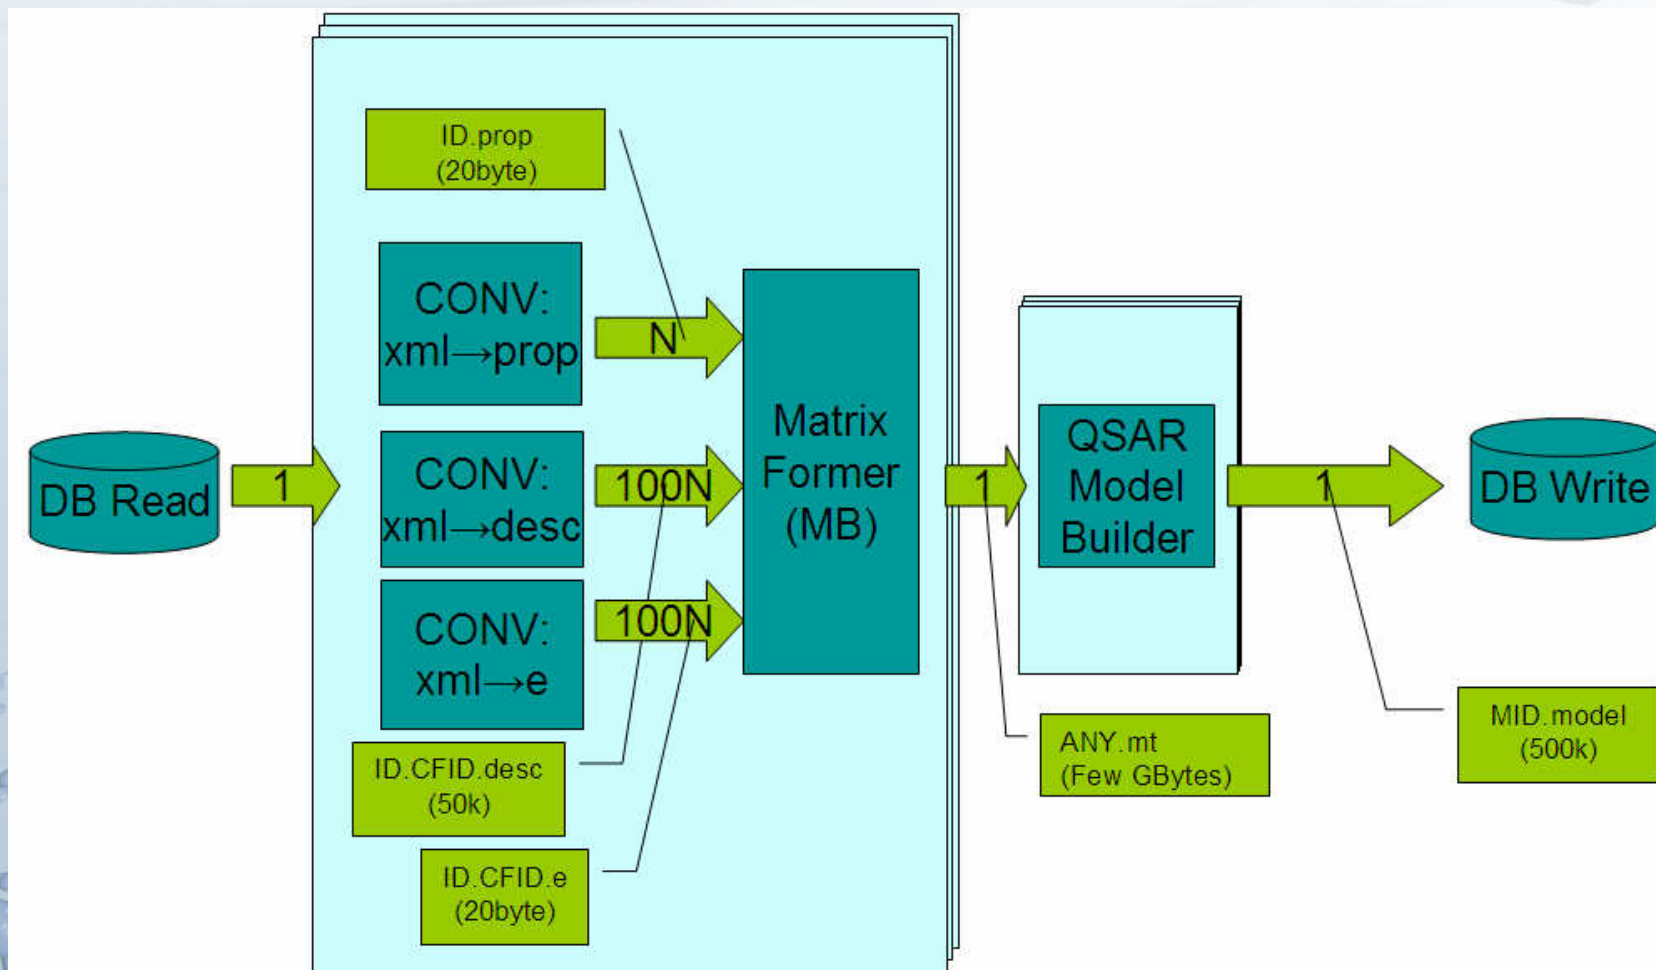 ID.prop
(20byte)
CONV:
xml→prop
N
DB Read
1
CONV:
xml→desc
100N
CONV:
xml→e
100N
Matrix
Former
(MB)
1
QSAR
Model
Builder
1
DB Write
ID.CFID.desc
(50k)
ID.CFID.e
(20byte)
ANY.mt
(Few GBytes)
MID.model
(500k)